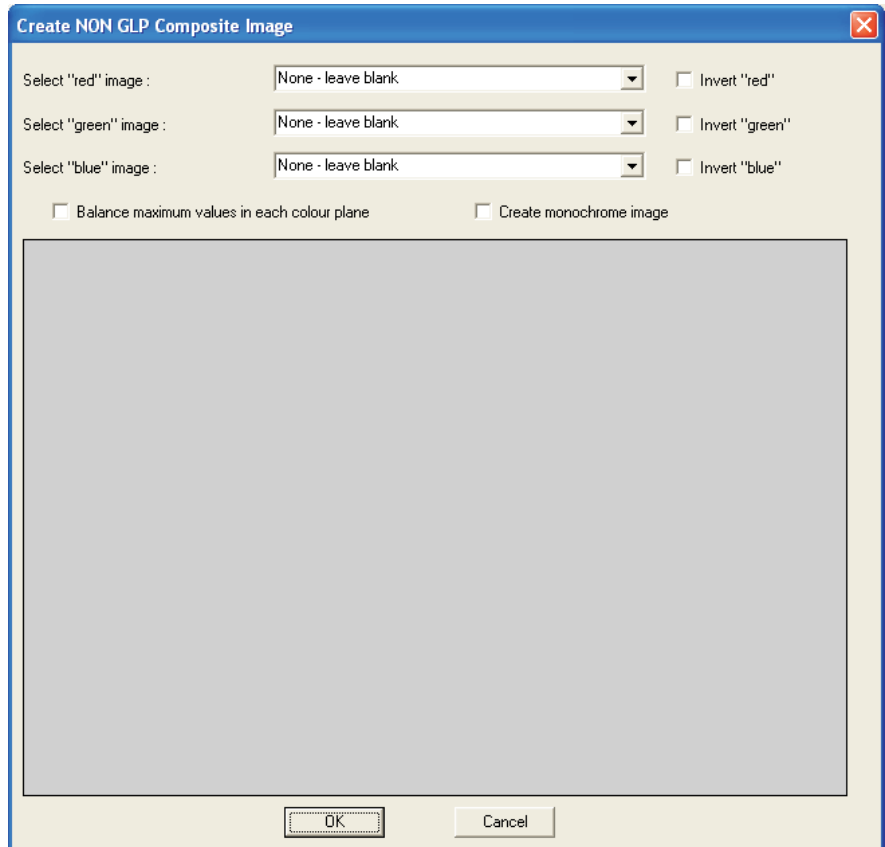 Create NON GLP Composite Image
Select "red" image : None - leave blank Invert "red"
Select "green" image : None - leave blank Invert "green"
Select "blue" image : None - leave blank Invert "blue"
Balance maximum values in each colour plane Create monochrome image
OK Cancel